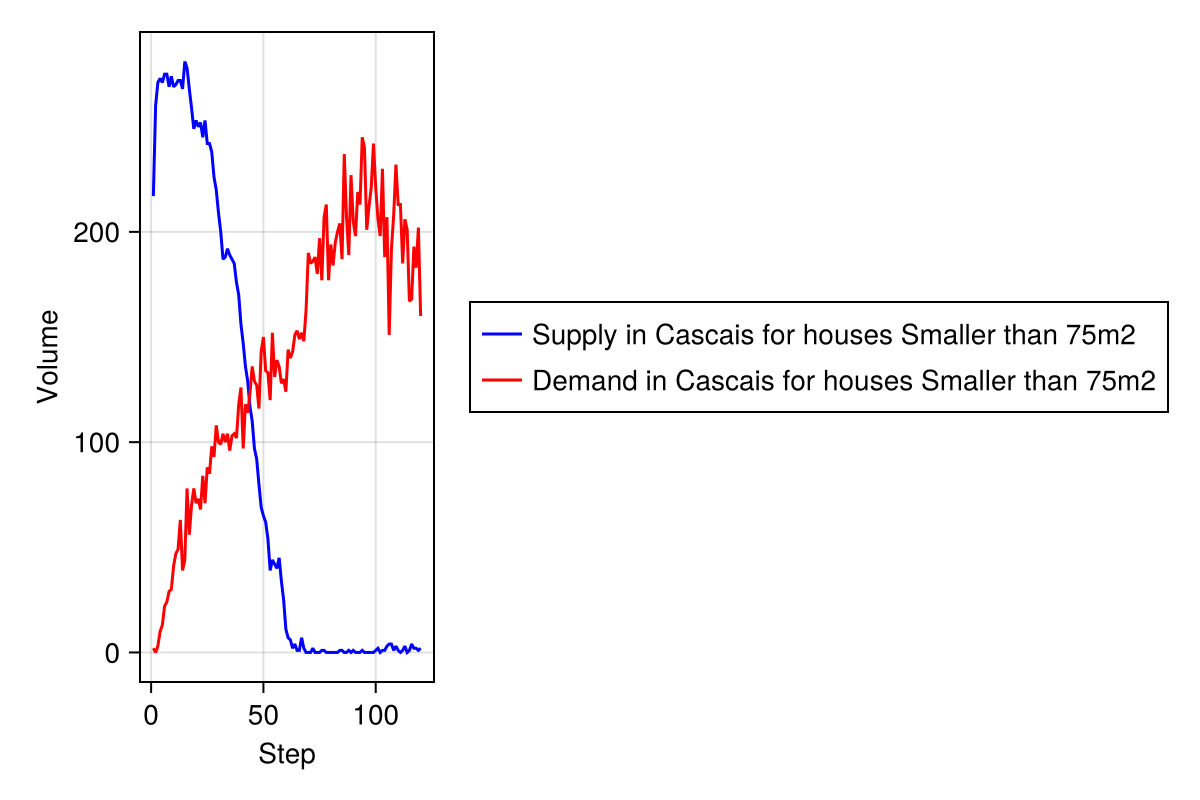 Volume
200
100
0
0 50 100
Step
Supply in Cascais for houses Smaller than 75m2
Demand in Cascais for houses Smaller than 75m2